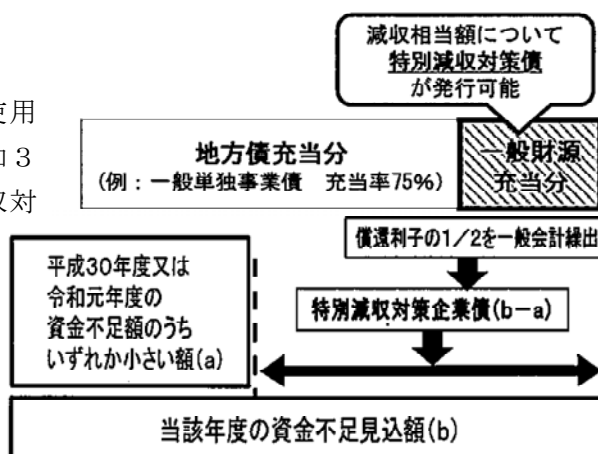 減収相当額について
特別減収対策債
が発行可能
使用
３
収対
地方債充当分
(例：一般単独事業債　充当率75%)
一般財源
充当分
償還利子の1／2を一般会計繰出
平成30年度又は
令和元年度の
資金不足額のうち
いずれか小さい額(a)
特別減収対策企業債(b－a)
当該年度の資金不足見込額(b)